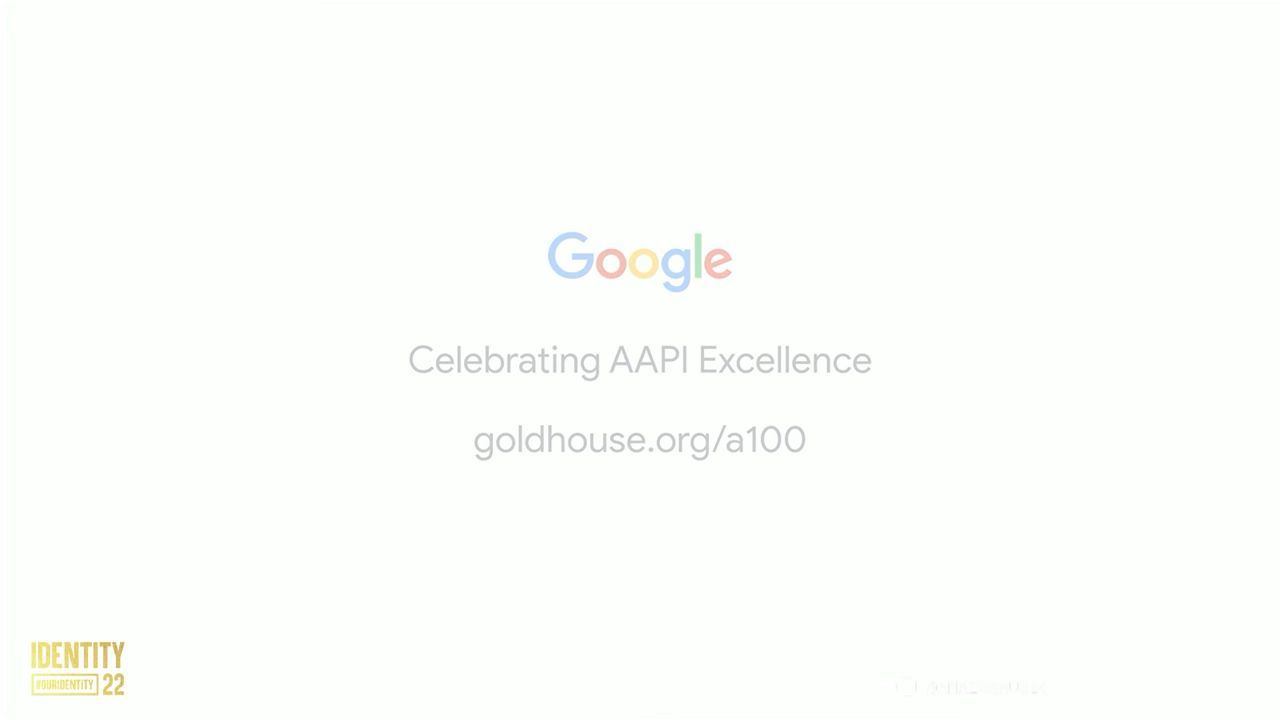 Google
Celebrating AAPI Excellence
goldhouse.org/a100
IDENTITY
#OURIDENTITY 22